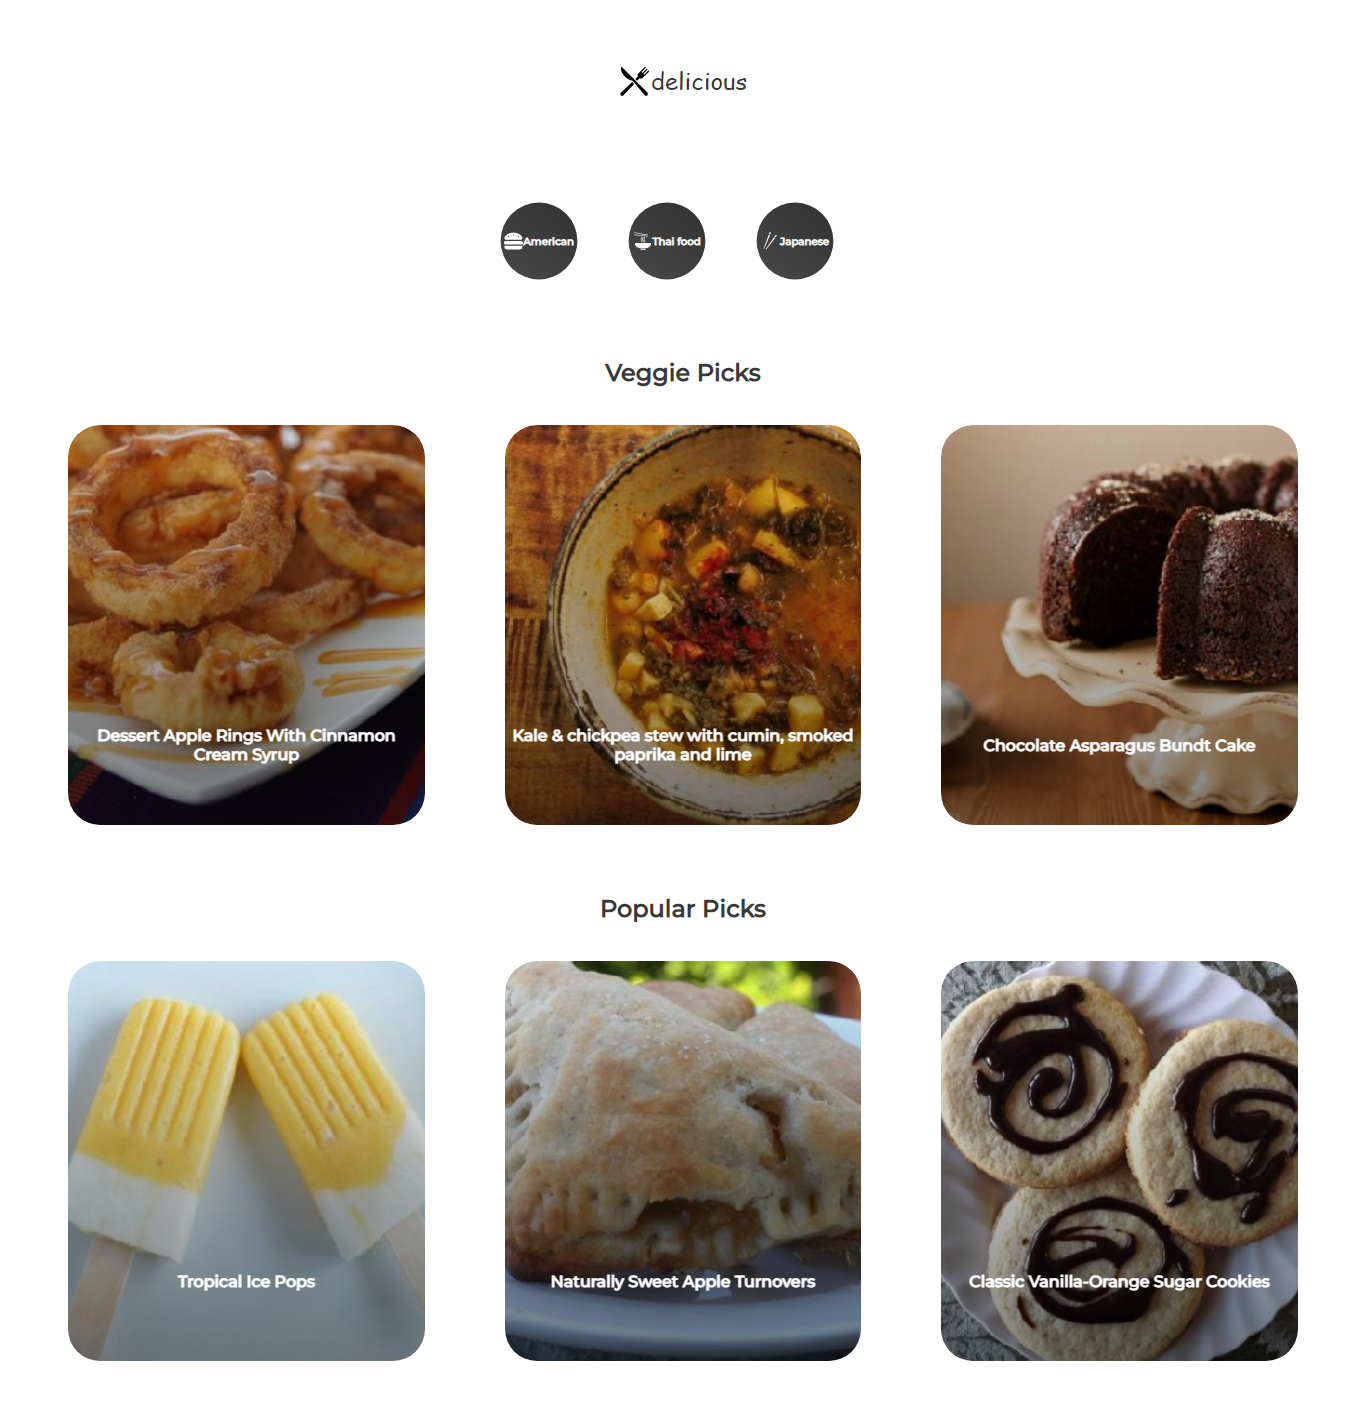 delicious
American
Thai food
Japanese
Veggie Picks
Dessert Apple Rings With Cinnamon
Cream Syrup
Kale & chickpea stew with cumin, smoked
paprika and lime
Chocolate Asparagus Bundt Cake
Popular Picks
Tropical Ice Pops
Naturally Sweet Apple Turnovers
Classic Vanilla-Orange Sugar Cookies